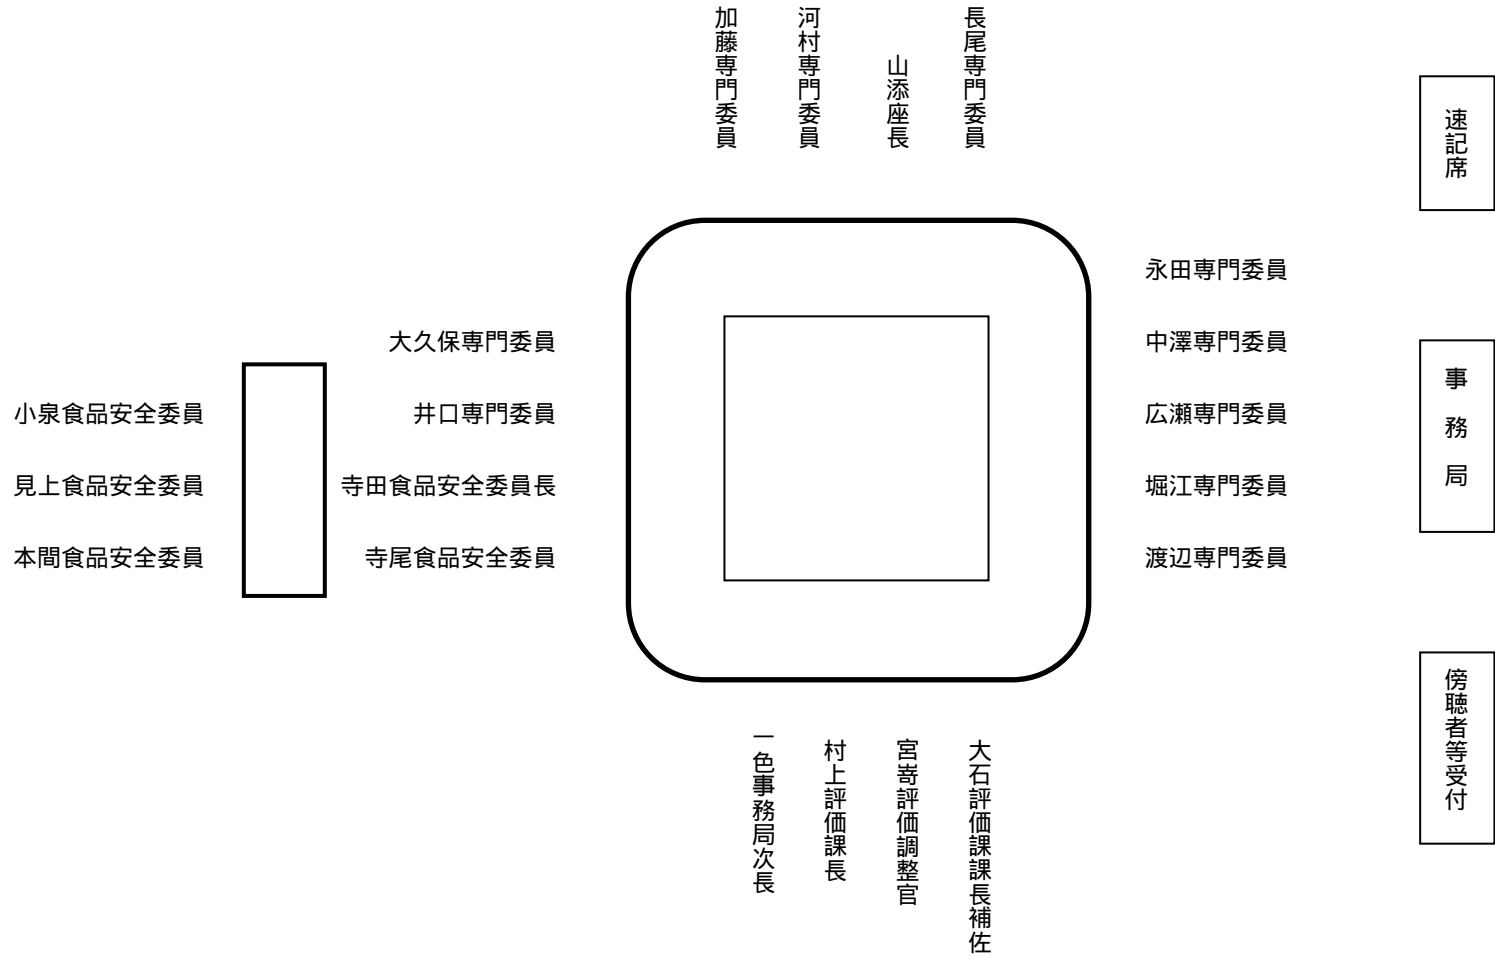 加藤専門委員
河村専門委員
山添座長
長尾専門委員
速記席
永田専門委員
大久保専門委員
中澤専門委員
事務局
小泉食品安全委員
井口専門委員
広瀬専門委員
見上食品安全委員
寺田食品安全委員長
堀江専門委員
本間食品安全委員
寺尾食品安全委員
渡辺専門委員
傍聴者等受付
一色事務局次長
村上評価課長
宮嵜評価調整官
大石評価課課長補佐